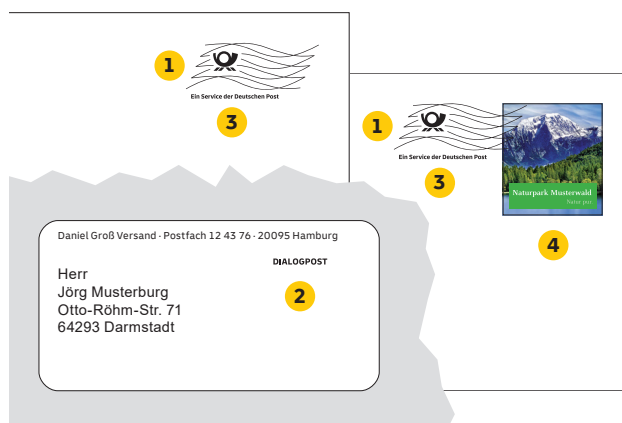 1
Ein Service der Deutschen Post
3
1
Ein Service der Deutschen Post
3
Naturpark Musterwald
Natur pur
4
Daniel Groß Versand · Postfach 12 43 76 · 20095 Hamburg
DIALOGPOST
2
Herr
Jörg Musterburg
Otto-Röhm-Str. 71
64293 Darmstadt